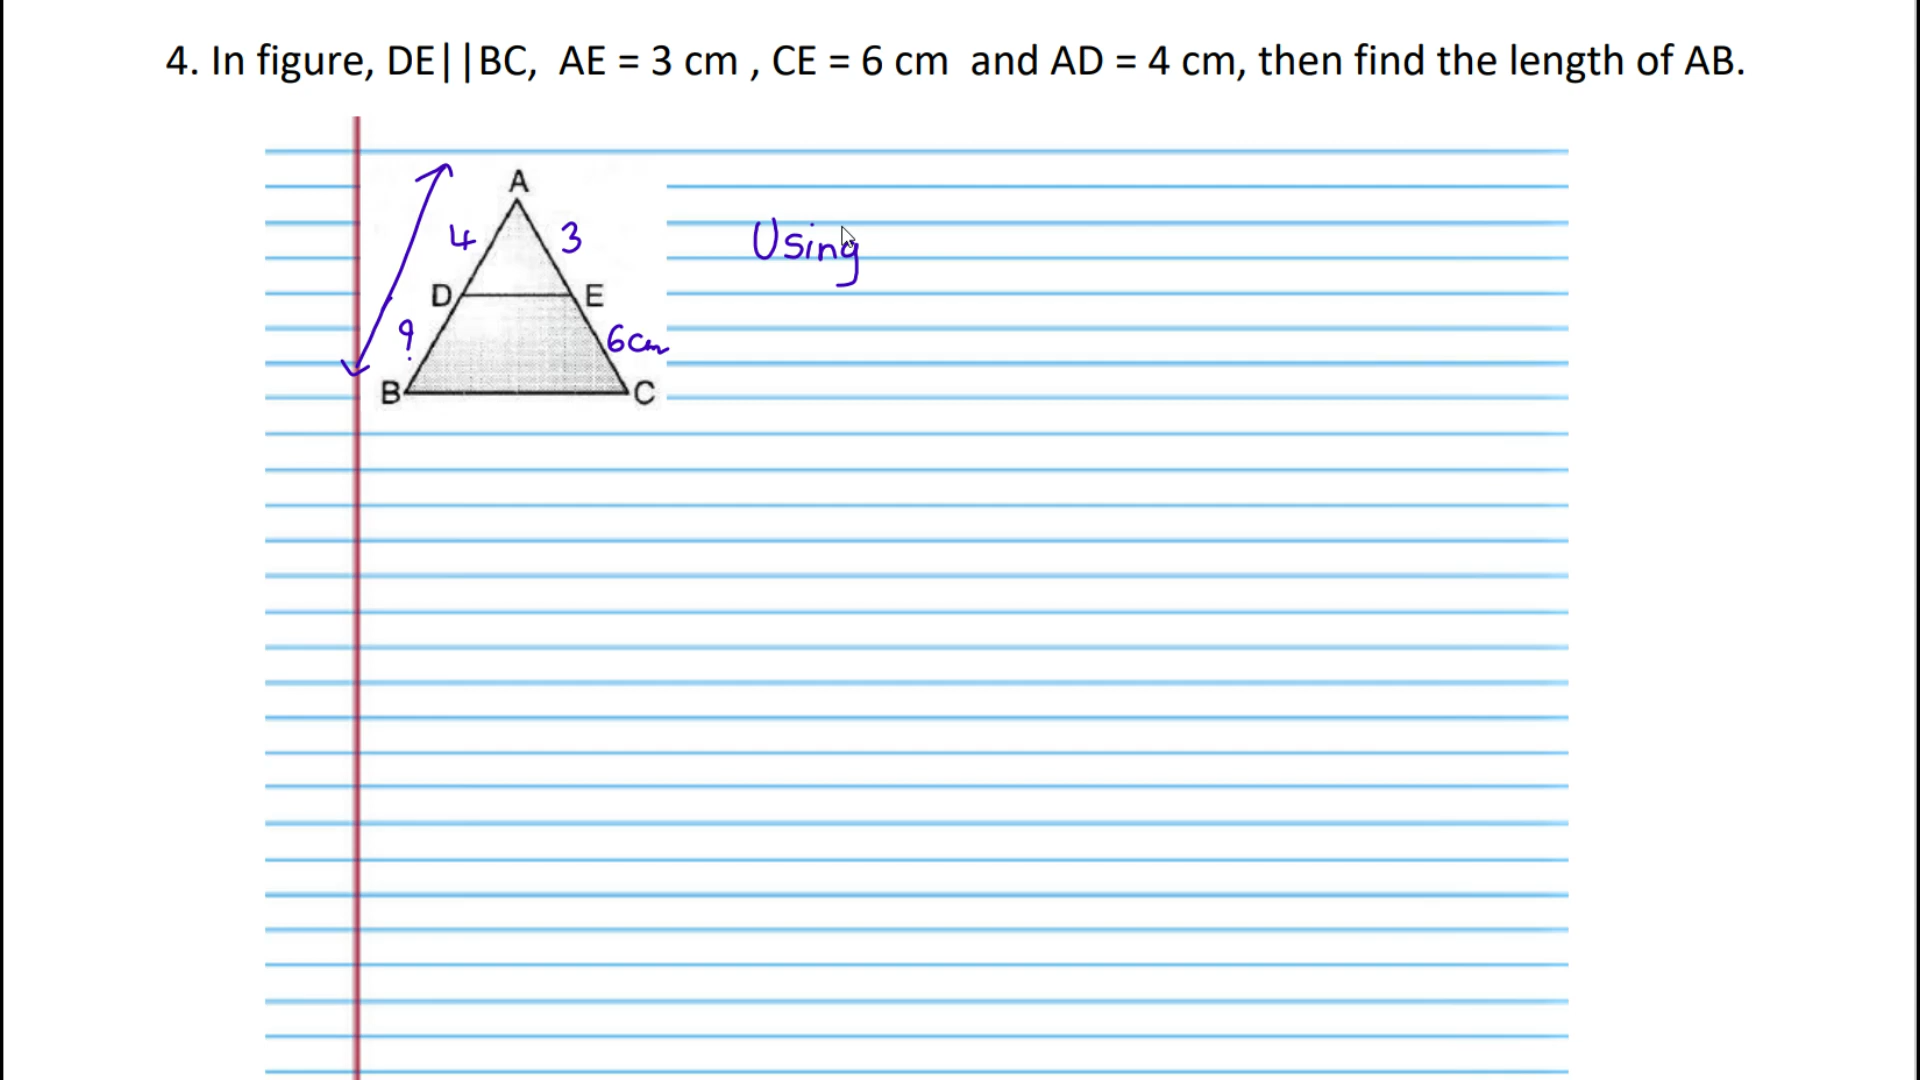 4. In figure, DE||BC, AE = 3 cm , CE = 6 cm and AD = 4 cm, then find the length of AB.
A
4 3
Using
D E
? 6cm
B C